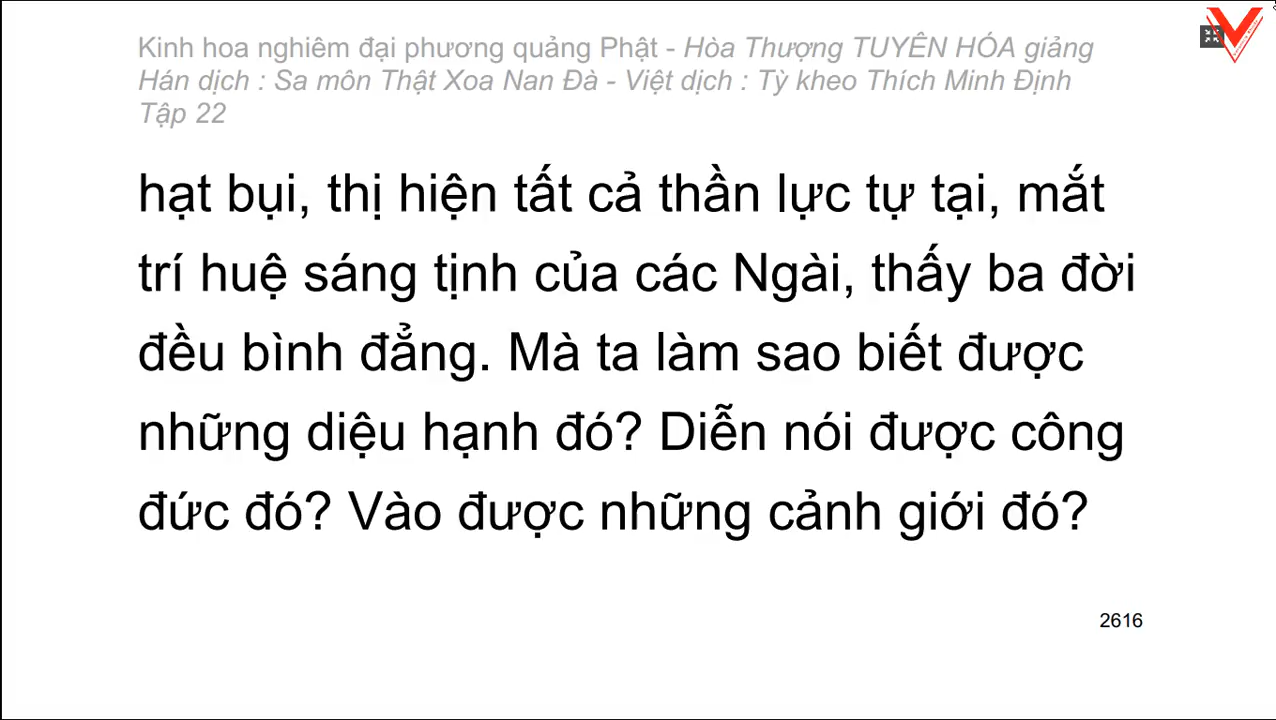 Kinh hoa nghiêm đại phương quảng Phật - Hòa Thượng TUYÊN HÓA giảng
Hán dịch : Sa môn Thật Xoa Nan Đà - Việt dịch : Tỳ kheo Thích Minh Định
Tập 22
hạt bụi, thị hiện tất cả thần lực tự tại, mắt
trí huệ sáng tịnh của các Ngài, thấy ba đời
đều bình đẳng. Mà ta làm sao biết được
những diệu hạnh đó? Diễn nói được công
đức đó? Vào được những cảnh giới đó?
2616